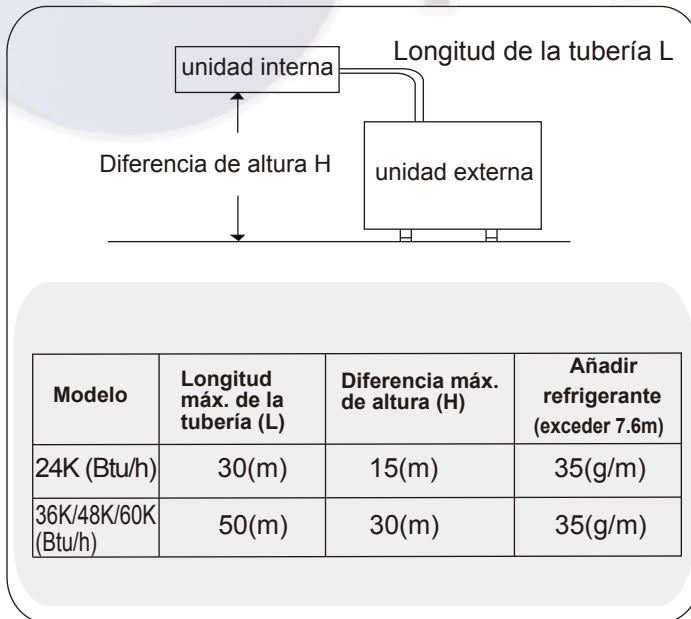 unidad interna
Longitud de la tubería L
Diferencia de altura H
unidad externa
Modelo
Longitud
máx. de la
tubería (L)
Diferencia máx.
de altura (H)
Añadir
refrigerante
(exceder 7.6m)
24K (Btu/h)
30(m)
15(m)
35(g/m)
36K/48K/60K
(Btu/h)
50(m)
30(m)
35(g/m)